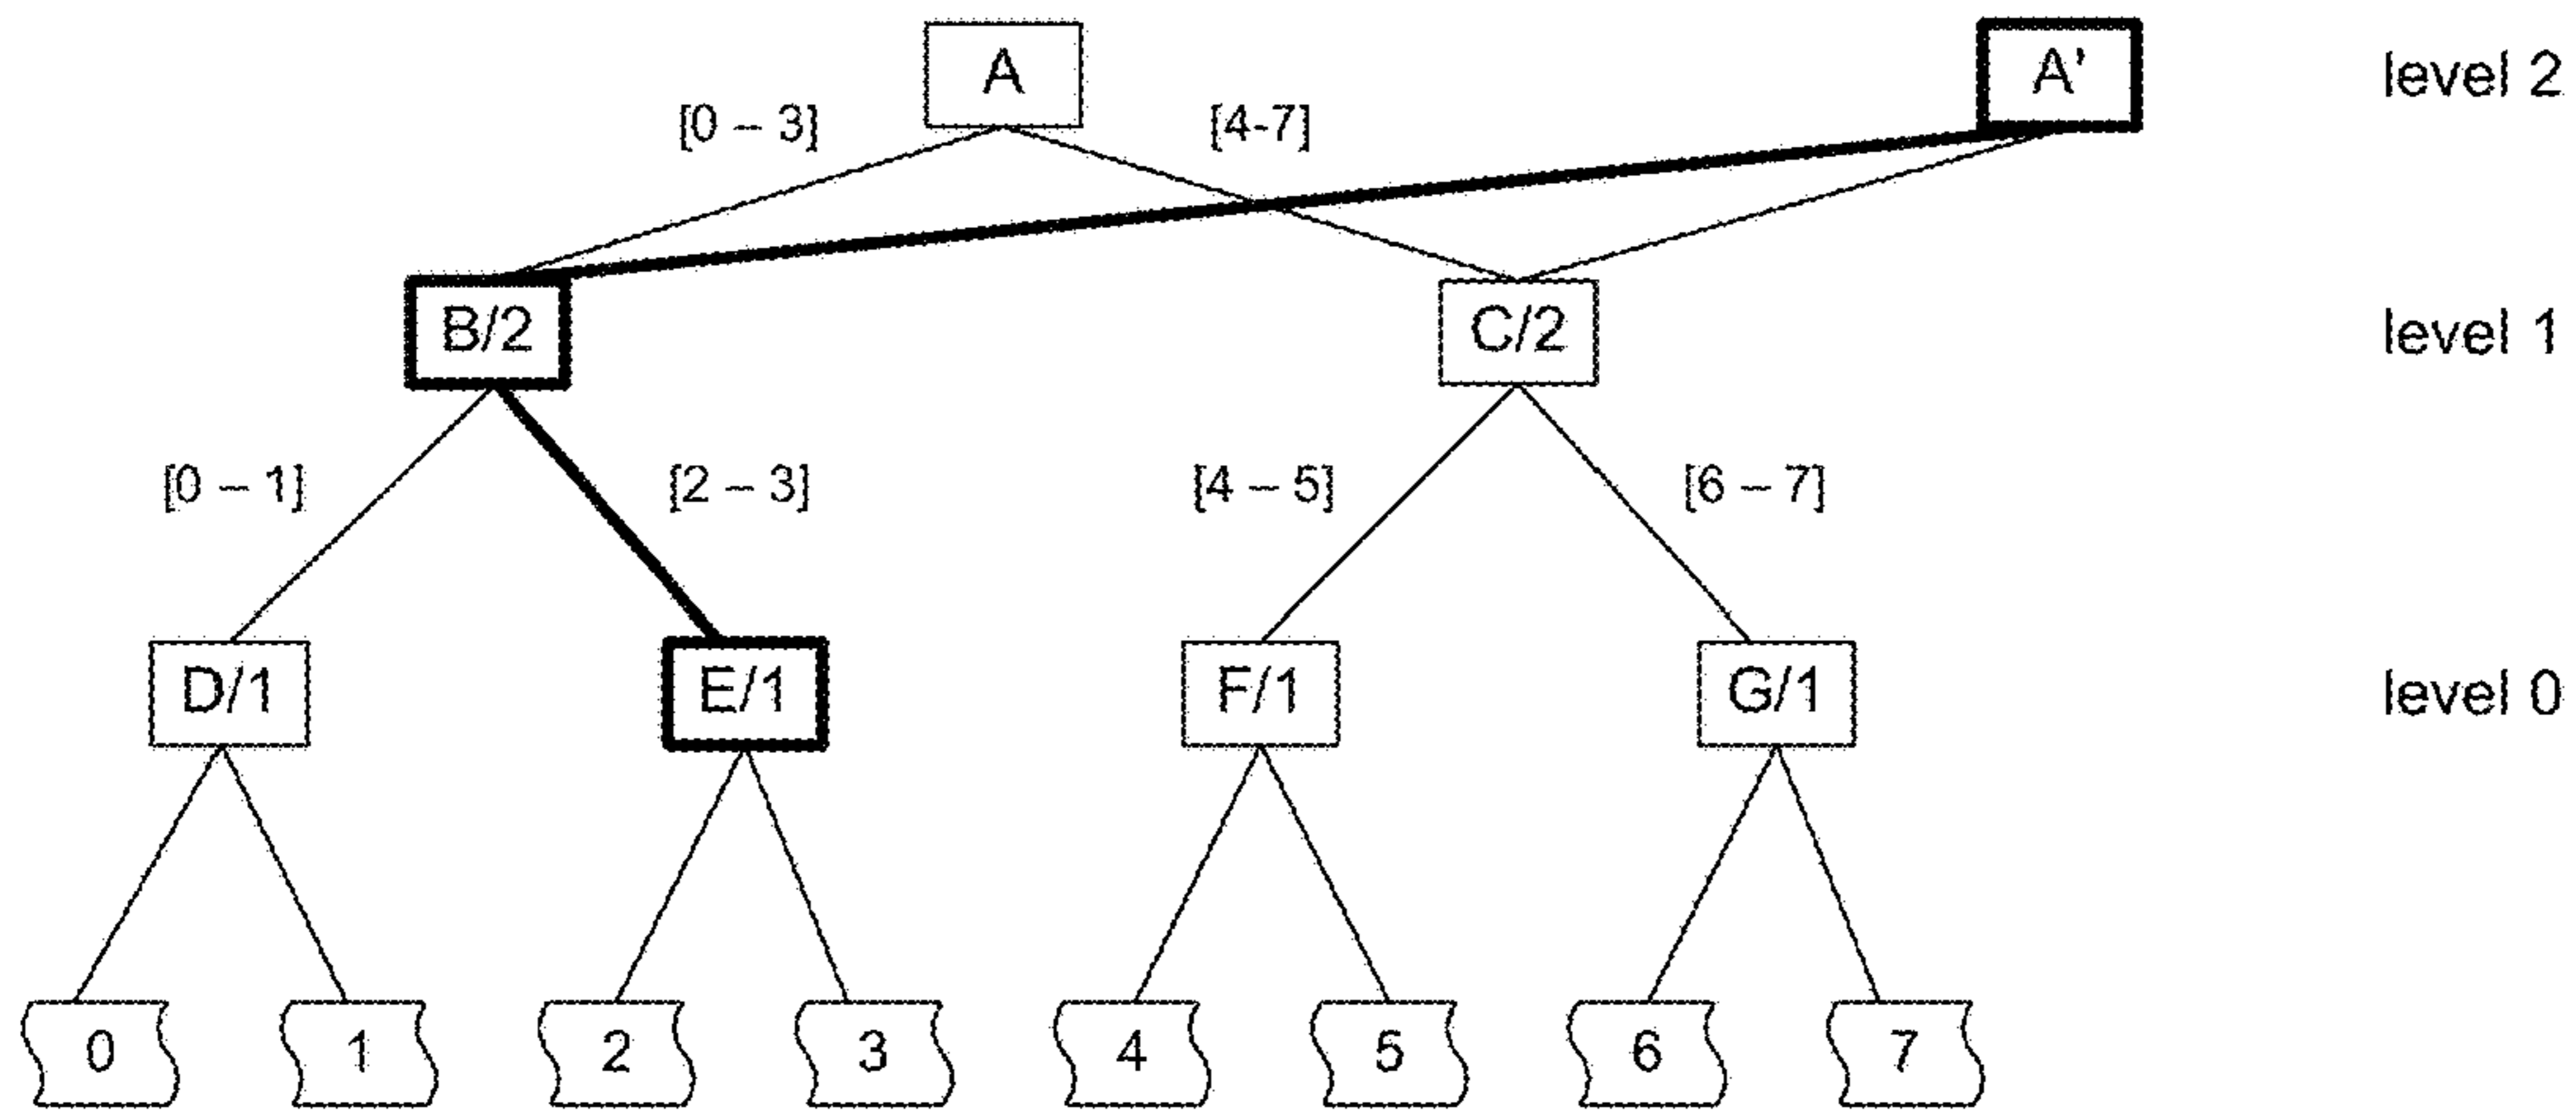 A A' level 2
[0 – 3] [4-7]
B/2 C/2 level 1
[0 – 1] [2 – 3] [4 – 5] [6 – 7]
D/1 E/1 F/1 G/1 level 0
0 1 2 3 4 5 6 7